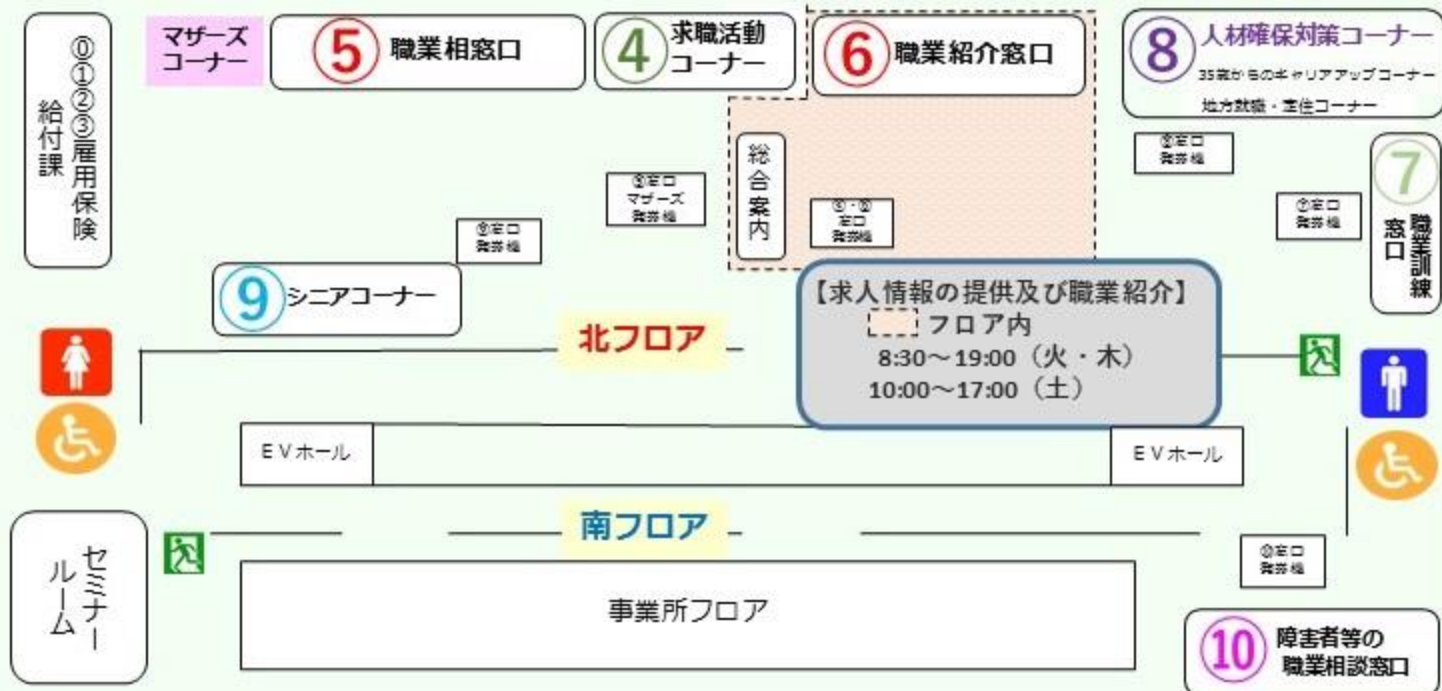 ⓪①②③雇用保険
給付課
マザーズ
コーナー
⑤ 職業相窓口
④ 求職活動
コーナー
⑥ 職業紹介窓口
⑧ 人材確保対策コーナー
35歳からのキャリアアップコーナー
地方就職・定住コーナー
窓口
発券機
⑦ 職業訓練
窓口
窓口
発券機
総合案内
窓口
マザーズ
発券機
窓口
発券機
窓口
発券機
⑨ シニアコーナー
【求人情報の提供及び職業紹介】
フロア内
8:30～19:00（火・木）
10:00～17:00（土）
北フロア
EVホール
EVホール
南フロア
セミナー
ルーム
事業所フロア
窓口
発券機
⑩ 障害者等の
職業相談窓口